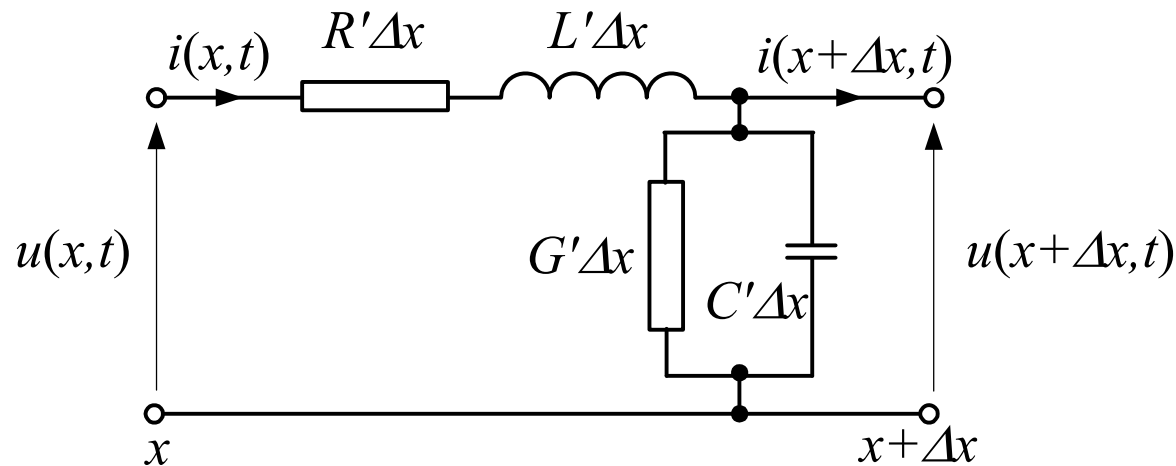 R′Δx
L′Δx
i(x,t)
i(x+Δx,t)
u(x,t)
G′Δx
u(x+Δx,t)
C′Δx
x
x+Δx